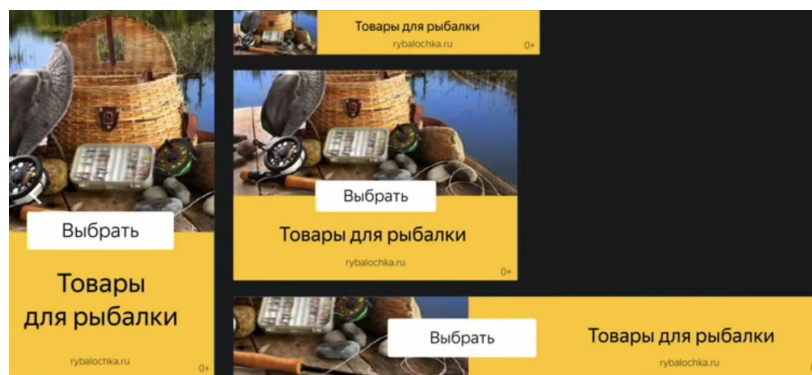 Выбрать
Товары
для рыбалки
rybalochka.ru
0+
Товары для рыбалки
rybalochka.ru
0+
Выбрать
Товары для рыбалки
rybalochka.ru
0+
Выбрать
Товары для рыбалки
rybalochka.ru